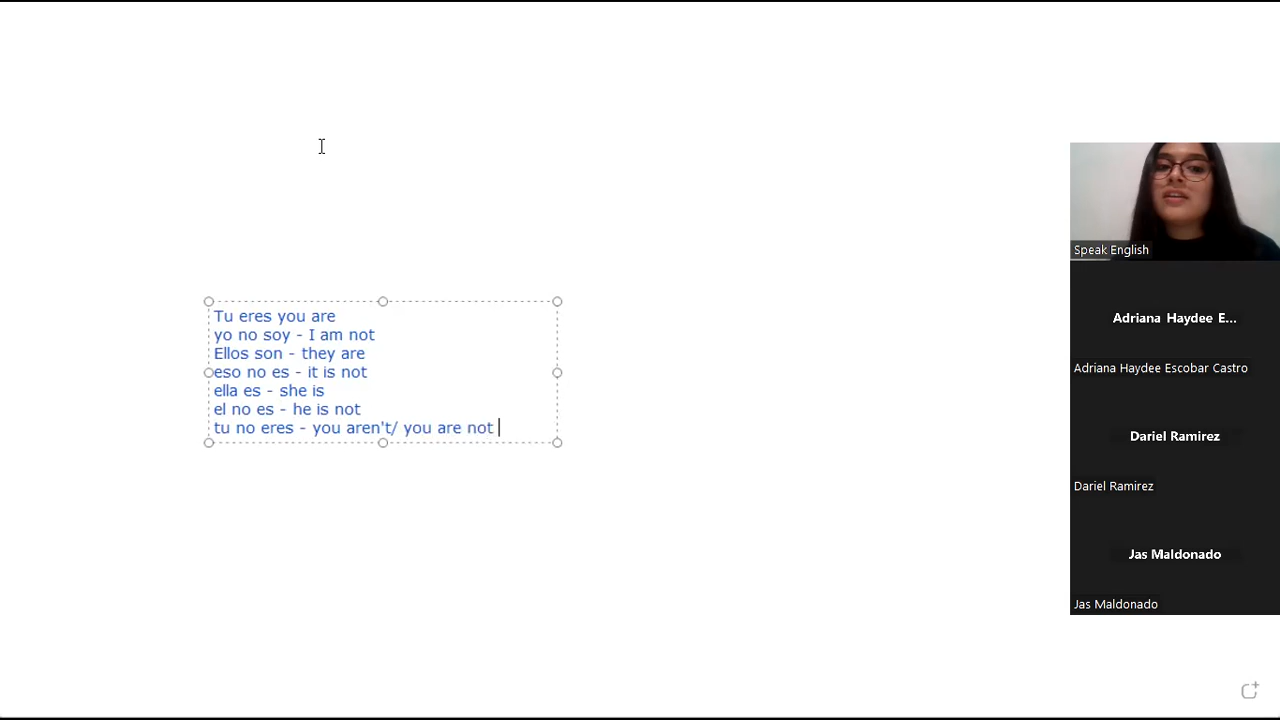 Tu eres you are
yo no soy - I am not
Ellos son - they are
eso no es - it is not
ella es - she is
el no es - he is not
tu no eres - you aren't/ you are not
Speak English
Adriana Haydee E...
Adriana Haydee Escobar Castro
Dariel Ramirez
Dariel Ramirez
Jas Maldonado
Jas Maldonado